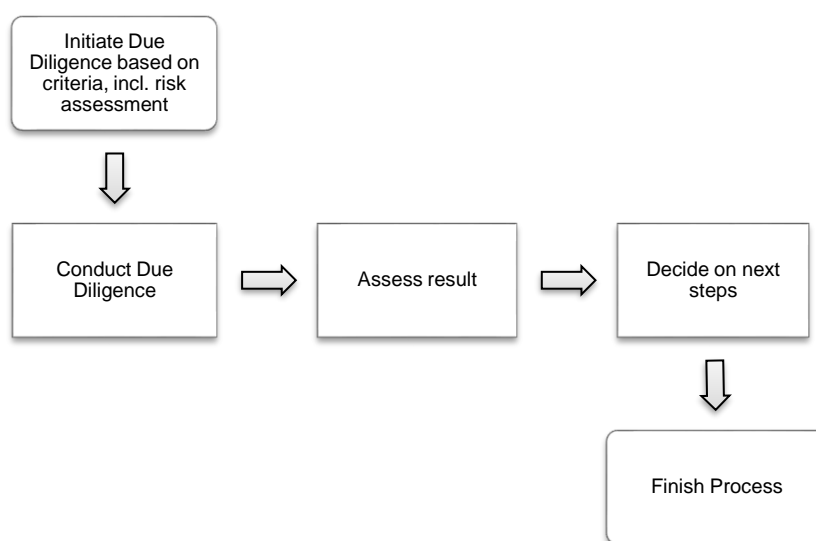 Initiate Due
Diligence based on
criteria, incl. risk
assessment
Conduct Due
Diligence
Assess result
Decide on next
steps
Finish Process